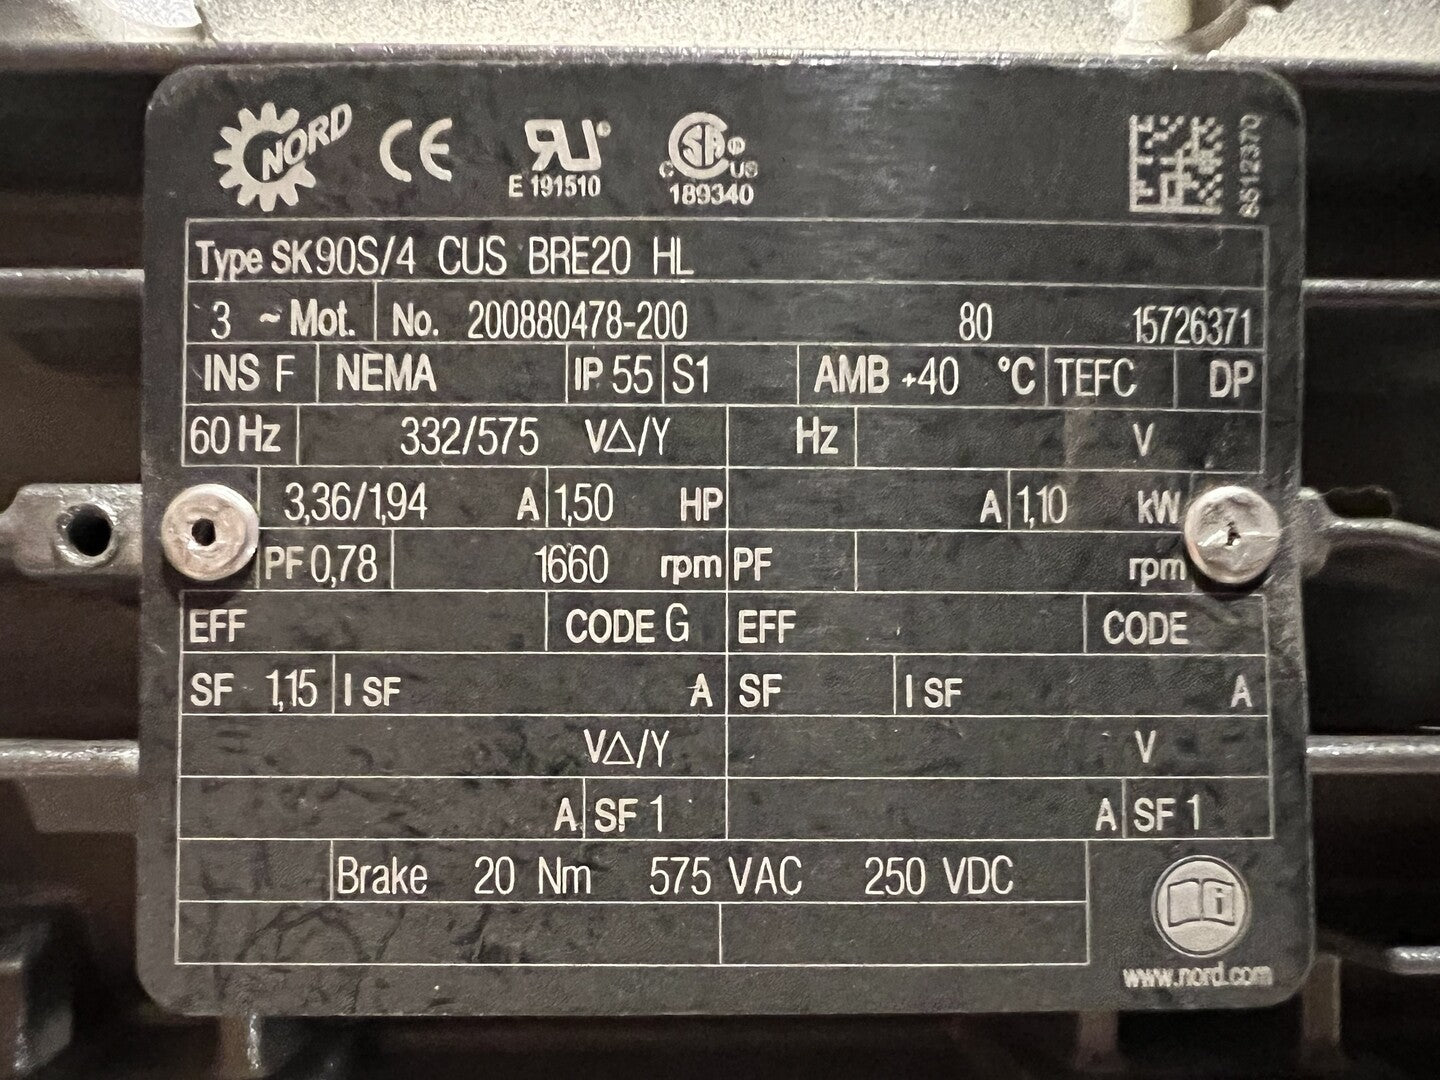 NORD CE RU® E 191510 C SA® US 189340 85123370
Type SK90S/4 CUS BRE20 HL
3 ~ Mot. No. 200880478-200 80 15726371
INS F NEMA IP 55 S1 AMB +40 °C TEFC DP
60 Hz 332/575 V△/Y Hz V
3,36/1,94 A 1,50 HP A 1,10 kW
PF 0,78 1660 rpm PF rpm
EFF CODE G EFF CODE
SF 1,15 I SF A SF I SF A
V△/Y V
A SF 1 A SF 1
Brake 20 Nm 575 VAC 250 VDC
www.nord.com